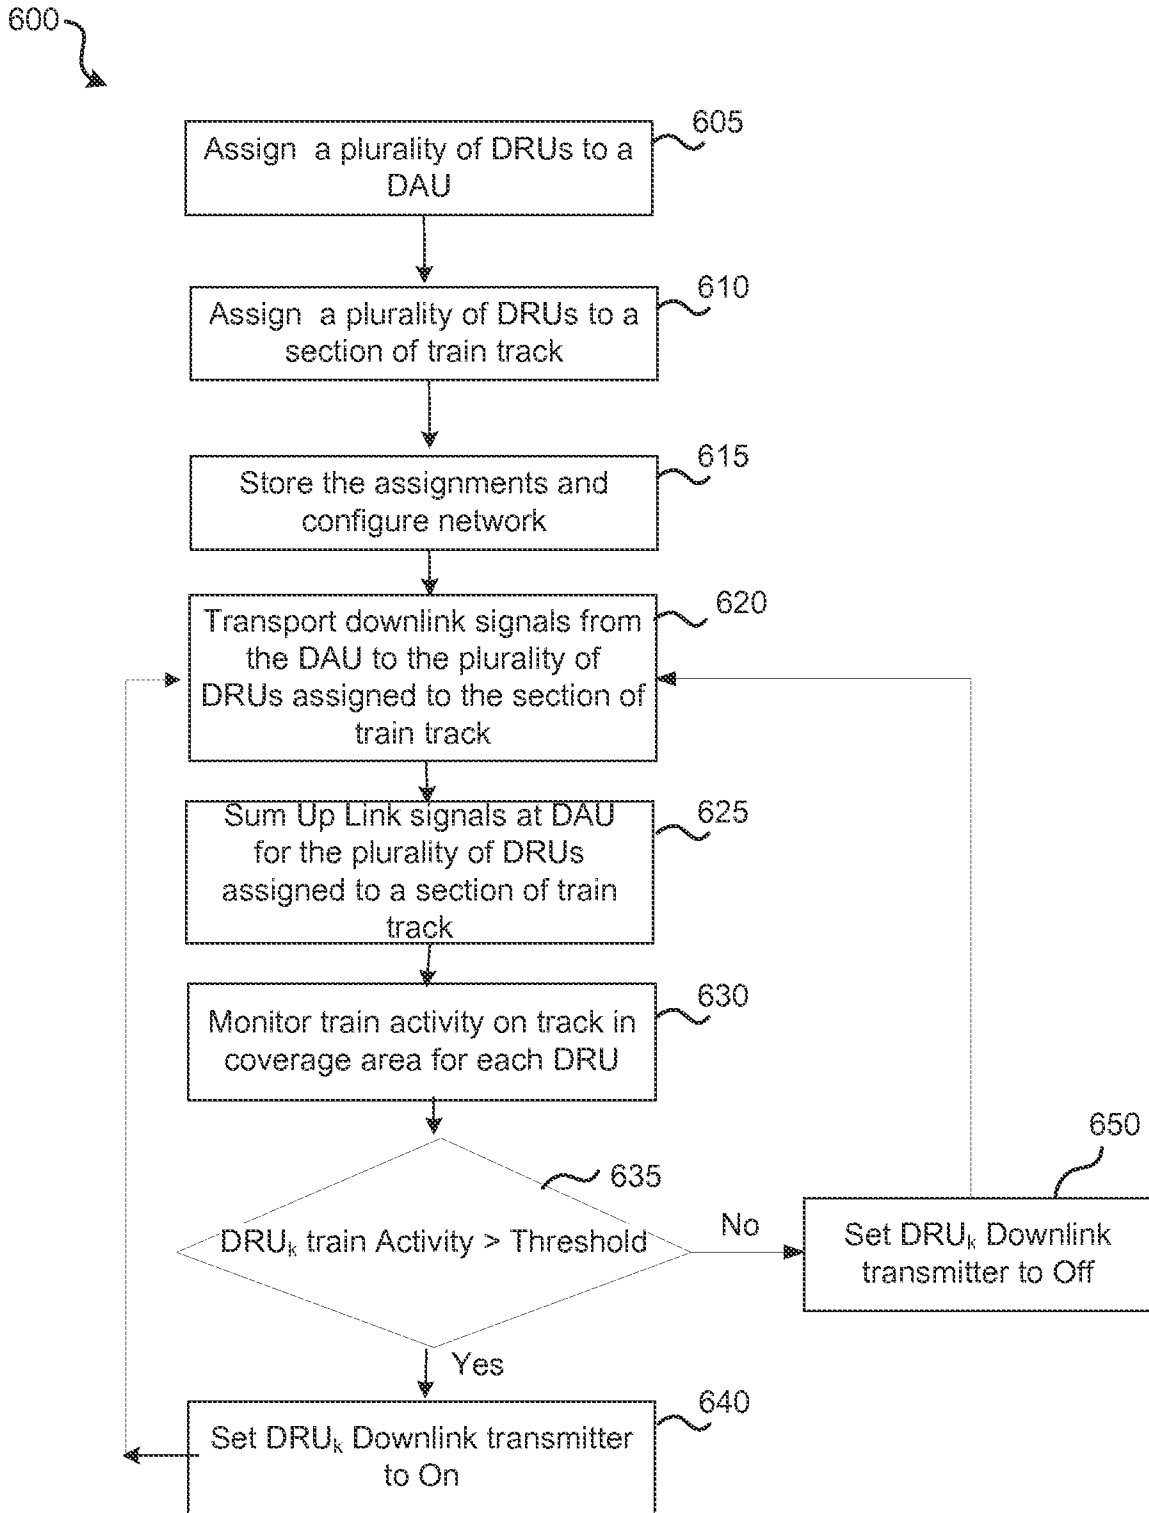 600
605
Assign a plurality of DRUs to a
DAU
610
Assign a plurality of DRUs to a
section of train track
615
Store the assignments and
configure network
620
Transport downlink signals from
the DAU to the plurality of
DRUs assigned to the section of
train track
625
Sum Up Link signals at DAU
for the plurality of DRUs
assigned to a section of train
track
630
Monitor train activity on track in
coverage area for each DRU
635
DRUk train Activity > Threshold
No
650
Set DRUk Downlink
transmitter to Off
Yes
640
Set DRUk Downlink transmitter
to On